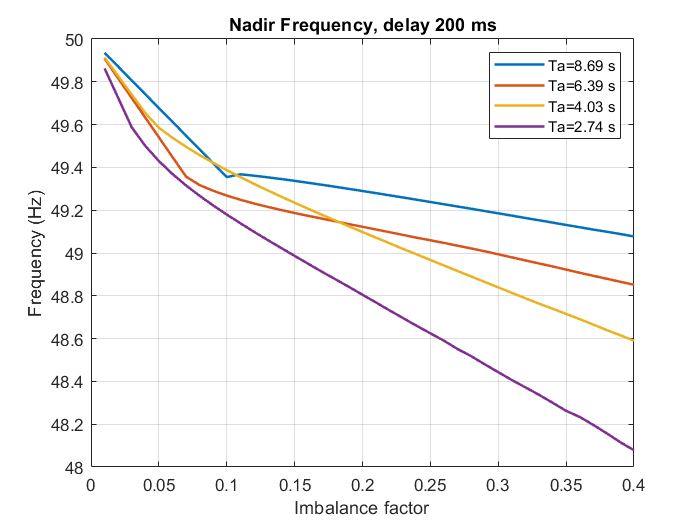 Nadir Frequency, delay 200 ms
Ta=8.69 s
Ta=6.39 s
Ta=4.03 s
Ta=2.74 s
Frequency (Hz)
50
49.8
49.6
49.4
49.2
49
48.8
48.6
48.4
48.2
48
0 0.05 0.1 0.15 0.2 0.25 0.3 0.35 0.4
Imbalance factor